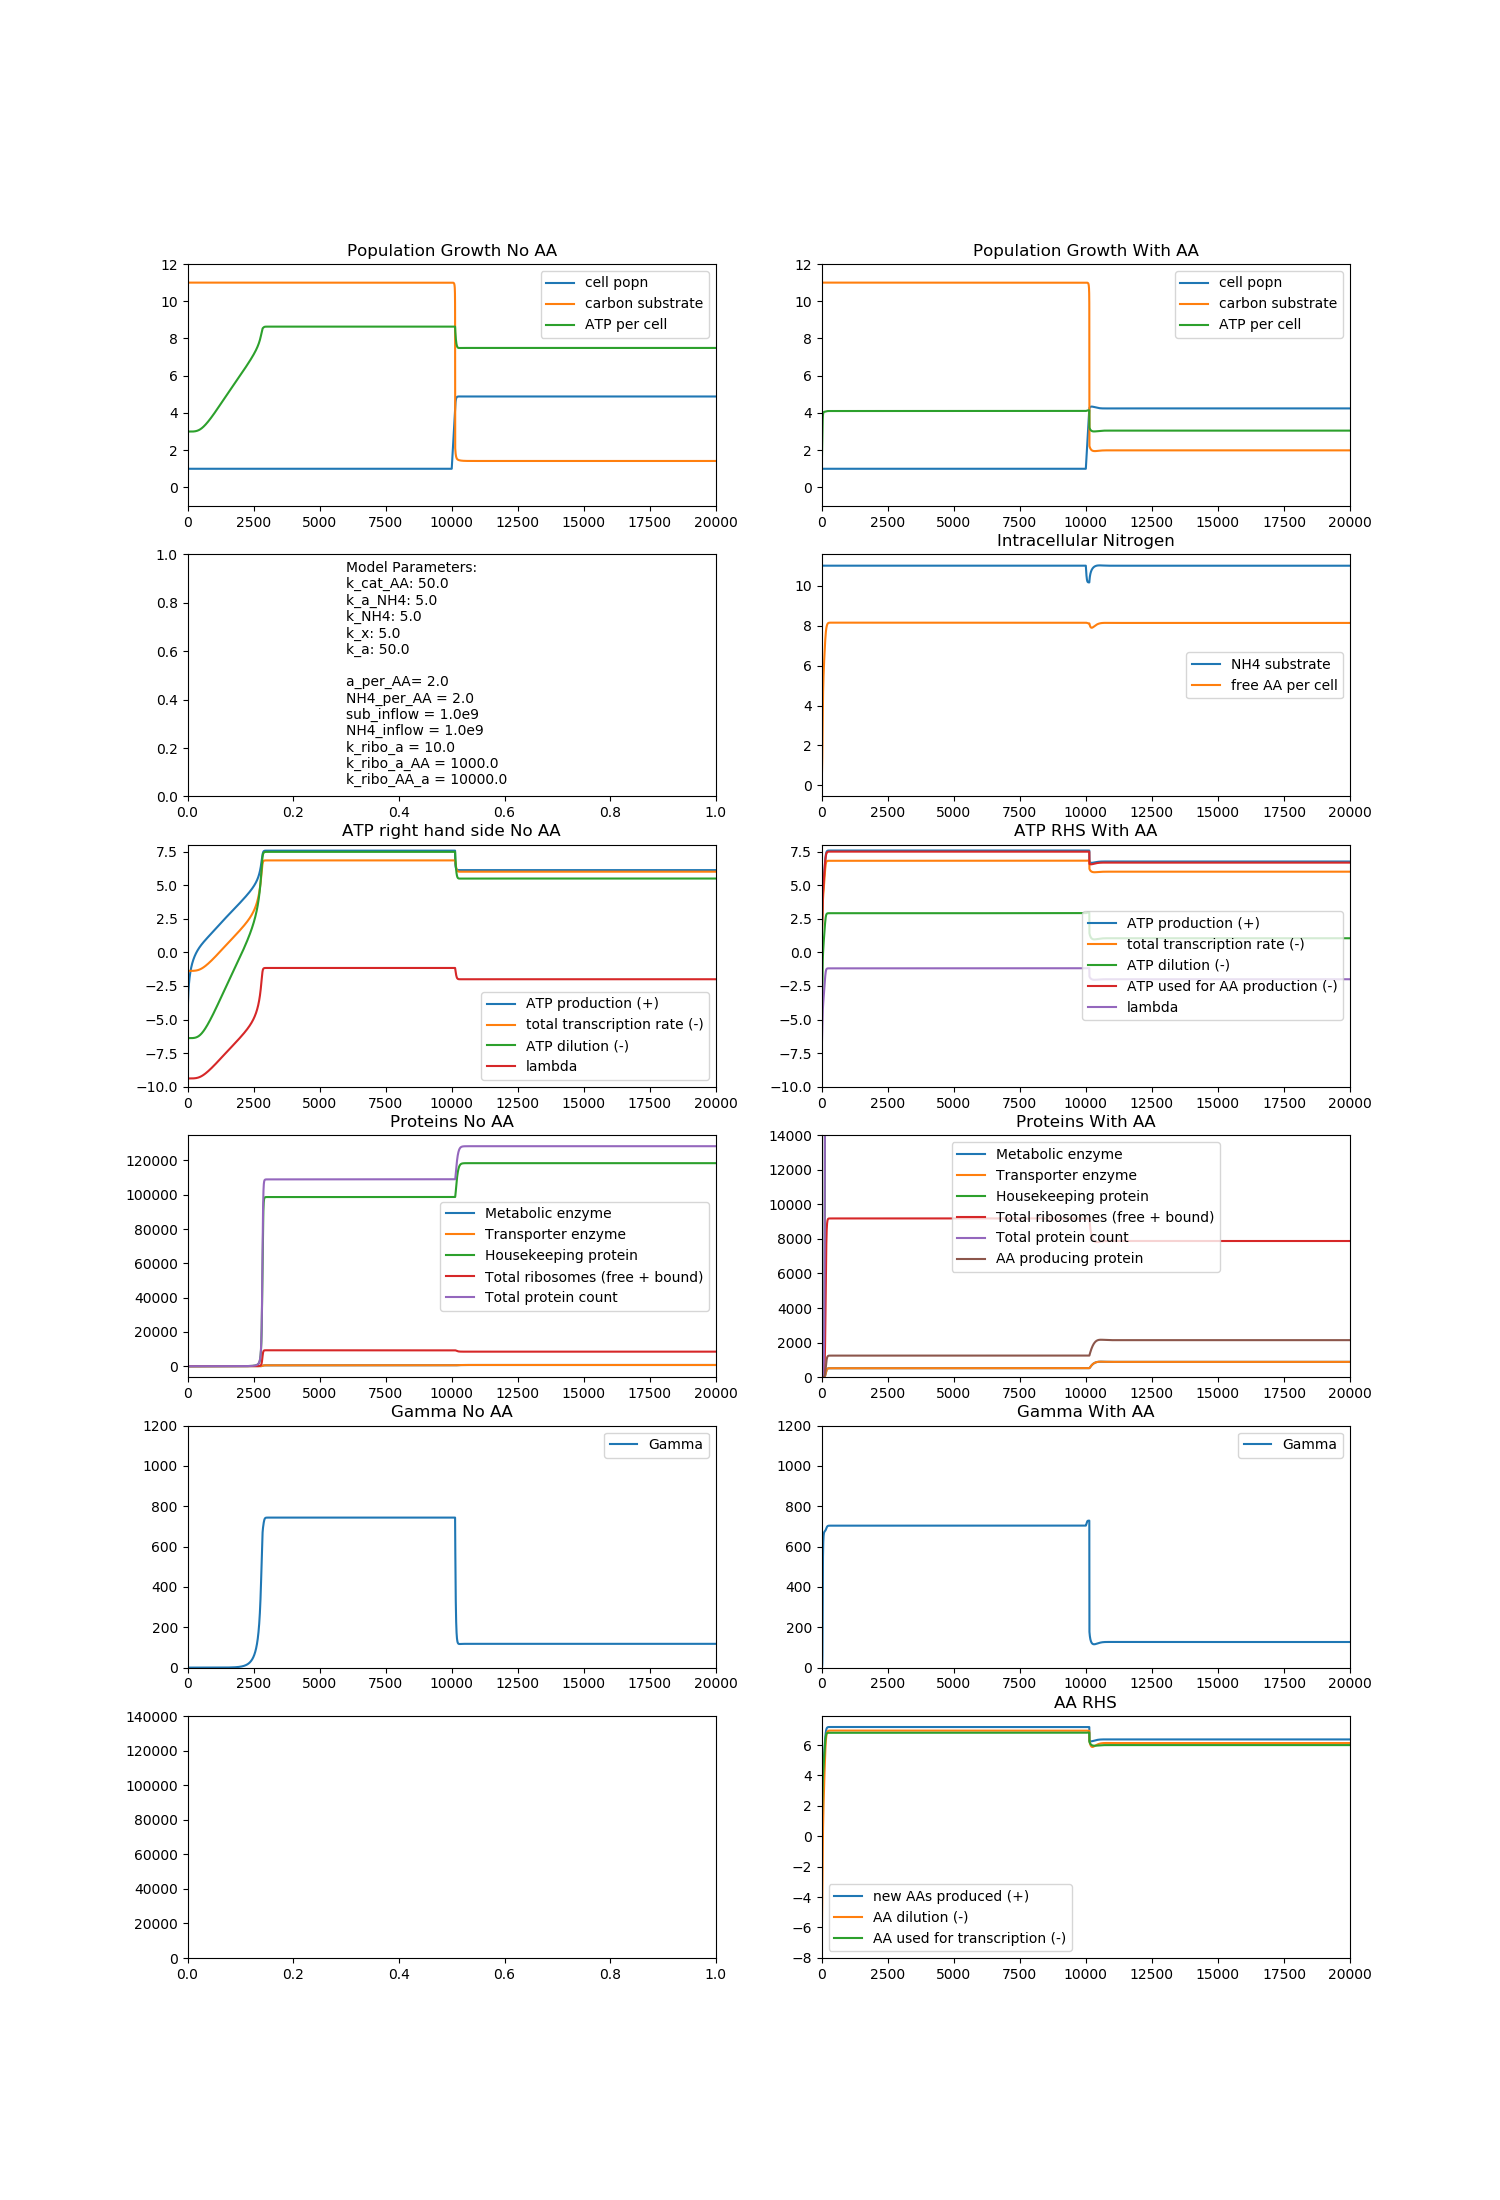 Population Growth No AA
12
10
8
6
4
2
0
cell popn
carbon substrate
ATP per cell
0 2500 5000 7500 10000 12500 15000 17500 20000
Population Growth With AA
12
10
8
6
4
2
0
cell popn
carbon substrate
ATP per cell
0 2500 5000 7500 10000 12500 15000 17500 20000
1.0
0.8
0.6
0.4
0.2
0.0
Model Parameters:
k_cat_AA: 50.0
k_a_NH4: 5.0
k_NH4: 5.0
k_x: 5.0
k_a: 50.0
a_per_AA= 2.0
NH4_per_AA = 2.0
sub_inflow = 1.0e9
NH4_inflow = 1.0e9
k_ribo_a = 10.0
k_ribo_a_AA = 1000.0
k_ribo_AA_a = 10000.0
0.0 0.2 0.4 0.6 0.8 1.0
Intracellular Nitrogen
10
8
6
4
2
0
NH4 substrate
free AA per cell
0 2500 5000 7500 10000 12500 15000 17500 20000
ATP right hand side No AA
7.5
5.0
2.5
0.0
−2.5
−5.0
−7.5
−10.0
ATP production (+)
total transcription rate (-)
ATP dilution (-)
lambda
0 2500 5000 7500 10000 12500 15000 17500 20000
ATP RHS With AA
7.5
5.0
2.5
0.0
−2.5
−5.0
−7.5
−10.0
ATP production (+)
total transcription rate (-)
ATP dilution (-)
ATP used for AA production (-)
lambda
0 2500 5000 7500 10000 12500 15000 17500 20000
Proteins No AA
120000
100000
80000
60000
40000
20000
0
Metabolic enzyme
Transporter enzyme
Housekeeping protein
Total ribosomes (free + bound)
Total protein count
0 2500 5000 7500 10000 12500 15000 17500 20000
Proteins With AA
14000
12000
10000
8000
6000
4000
2000
0
Metabolic enzyme
Transporter enzyme
Housekeeping protein
Total ribosomes (free + bound)
Total protein count
AA producing protein
0 2500 5000 7500 10000 12500 15000 17500 20000
Gamma No AA
1200
1000
800
600
400
200
0
Gamma
0 2500 5000 7500 10000 12500 15000 17500 20000
Gamma With AA
1200
1000
800
600
400
200
0
Gamma
0 2500 5000 7500 10000 12500 15000 17500 20000
140000
120000
100000
80000
60000
40000
20000
0
0.0 0.2 0.4 0.6 0.8 1.0
AA RHS
6
4
2
0
−2
−4
−6
−8
new AAs produced (+)
AA dilution (-)
AA used for transcription (-)
0 2500 5000 7500 10000 12500 15000 17500 20000